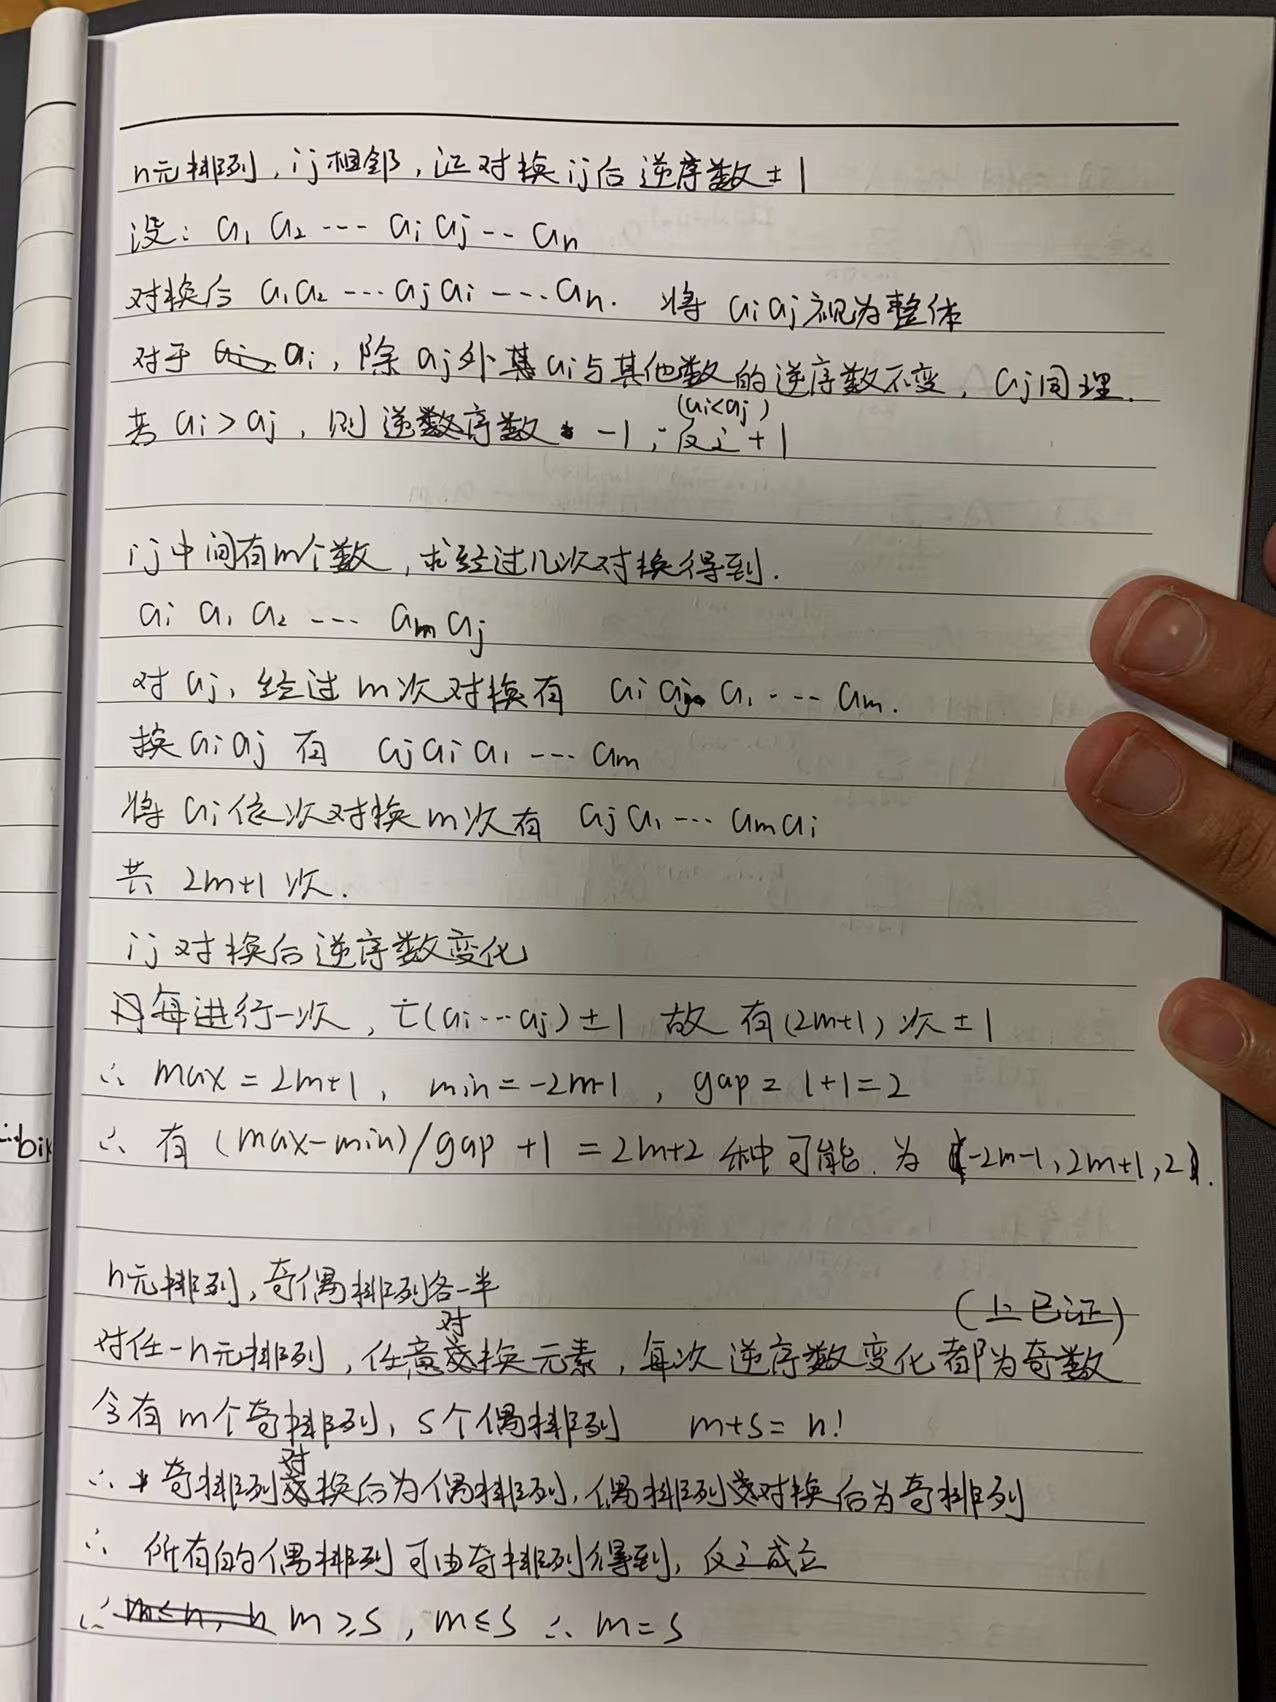 n元排列，ij相邻，证对换ij后逆序数±1
设：a₁ a₂ ··· aᵢ aⱼ ·· aₙ
对换后 a₁a₂ ··· aⱼ aᵢ ··· aₙ. 将 aᵢ aⱼ 视为整体
对于 aᵢ，除 aⱼ 外 aᵢ与其他数的逆序数不变，aⱼ同理.
若 aᵢ > aⱼ，则逆序数 -1，反之 (aᵢ<aⱼ) +1
ij中间有m个数，求经过几次对换得到.
aᵢ a₁ a₂ ··· aₘ aⱼ
对 aⱼ，经过 m次对换有 aᵢ aⱼ a₁ ··· aₘ.
换 aᵢ aⱼ 有 aⱼ aᵢ a₁ ··· aₘ
将 aᵢ 依次对换 m次有 aⱼ a₁ ··· aₘ aᵢ
共 2m+1 次.
ij对换后逆序数变化
每进行一次，τ(aᵢ ··· aⱼ) ±1 故 有(2m+1)次 ±1
∴ max = 2m+1， min = -2m-1， gap = 1+1 = 2
∴ 有 (max-min)/gap +1 = 2m+2 种可能. 为 (-2m-1, 2m+1, 2).
:bi
n元排列，奇偶排列各一半
(上已证)
对任一n元排列，任意对换元素，每次逆序数变化都为奇数
令有 m个奇排列，s个偶排列 m+s = n!
∴ 奇排列对换后为偶排列，偶排列对换后为奇排列
∴ 所有的偶排列可由奇排列得到，反之成立
∴ m≥s，m≤s ∴ m=s